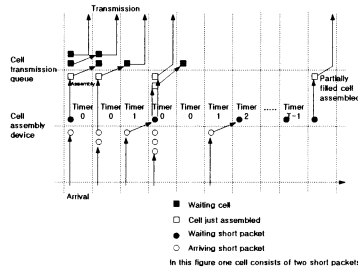 Transmission
Cell
transmission
queue
Assembly
Partially
filled cell
assembled
Timer Timer Timer Timer Timer Timer Timer ..... Timer
0 0 1 0 0 1 2 T-1
Cell
assembly
device
Arrival
Waiting cell
Cell just assembled
Waiting short packet
Arriving short packet
In this figure one cell consists of two short packets